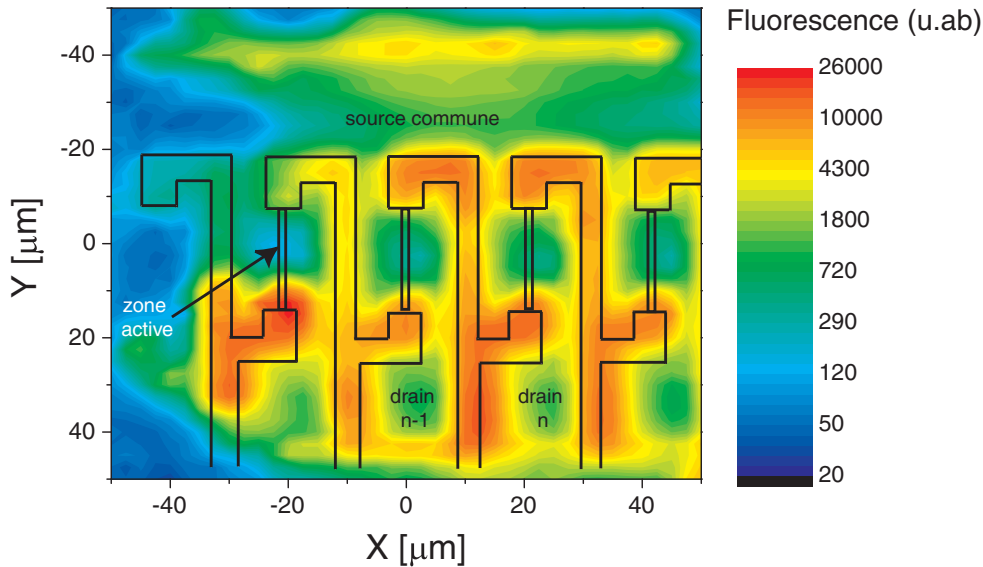 Fluorescence (u.ab)
-40
-20
0
20
40
Y [μm]
-40
-20
0
20
40
X [μm]
source commune
zone
active
drain
n-1
drain
n
26000
10000
4300
1800
720
290
120
50
20